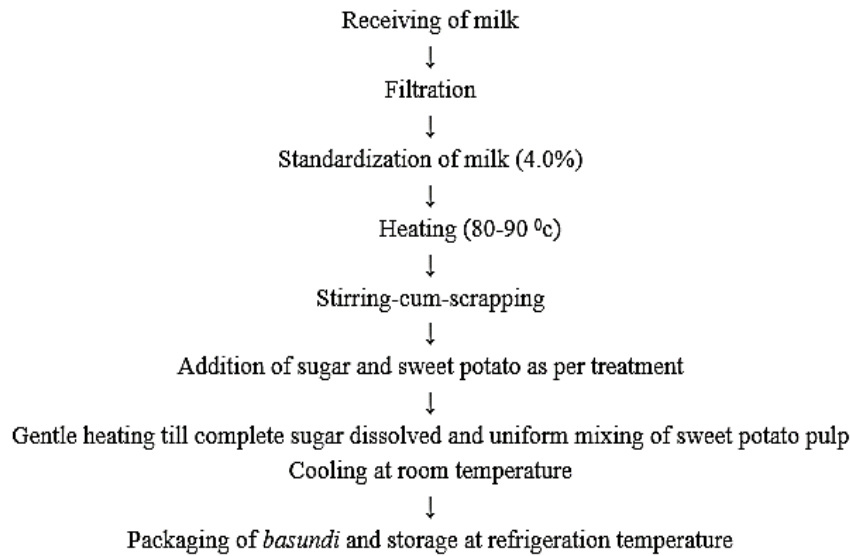 Receiving of milk
↓
Filtration
↓
Standardization of milk (4.0%)
↓
Heating (80-90 ⁰c)
↓
Stirring-cum-scrapping
↓
Addition of sugar and sweet potato as per treatment
↓
Gentle heating till complete sugar dissolved and uniform mixing of sweet potato pulp
Cooling at room temperature
↓
Packaging of basundi and storage at refrigeration temperature